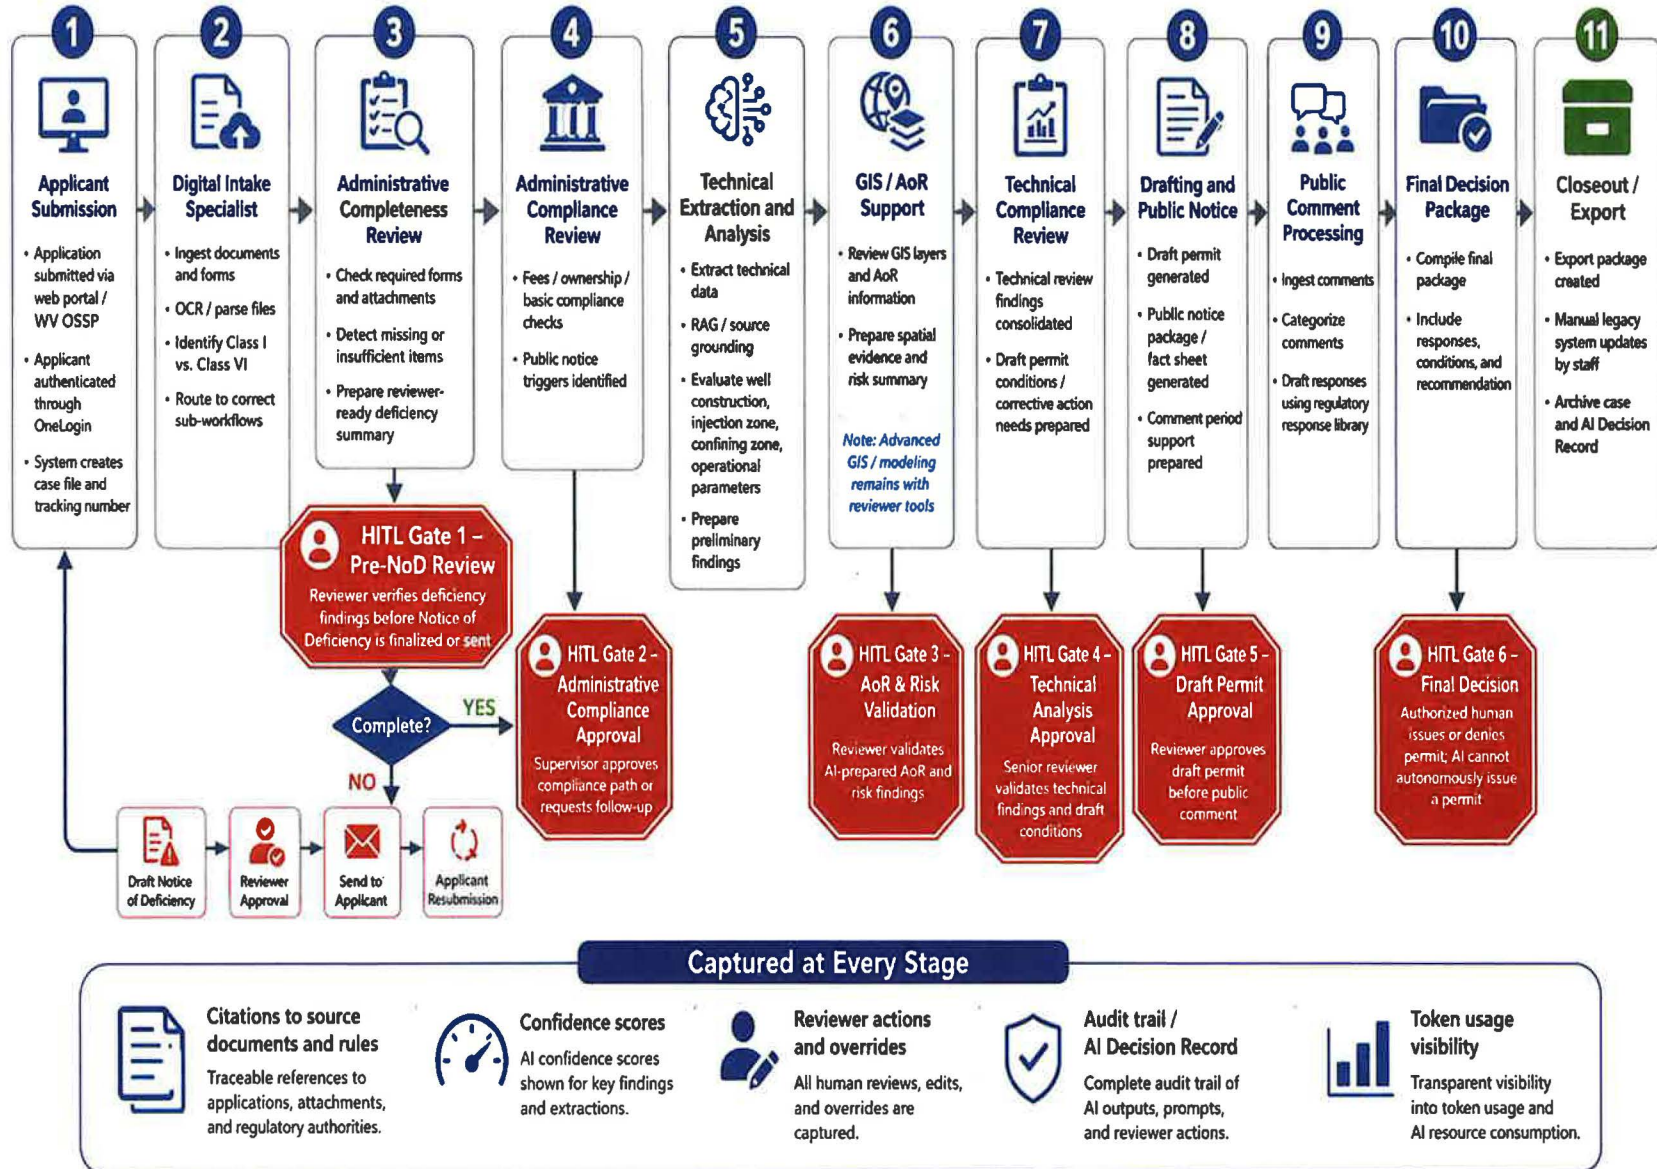 1
Applicant
Submission
• Application
submitted via
web portal /
WV OSSP
• Applicant
authenticated
through
OneLogin
• System creates
case file and
tracking number
2
Digital Intake
Specialist
• Ingest documents
and forms
• OCR / parse files
• Identify Class I
vs. Class VI
• Route to correct
sub-workflows
3
Administrative
Completeness
Review
• Check required forms
and attachments
• Detect missing or
insufficient items
• Prepare reviewer-
ready deficiency
summary
4
Administrative
Compliance
Review
• Fees / ownership /
basic compliance
checks
• Public notice
triggers identified
5
Technical
Extraction and
Analysis
• Extract technical
data
• RAG / source
grounding
• Evaluate well
construction,
injection zone,
confining zone,
operational
parameters
• Prepare
preliminary
findings
6
GIS / AoR
Support
• Review GIS layers
and AoR
information
• Prepare spatial
evidence and
risk summary
Note: Advanced
GIS / modeling
remains with
reviewer tools
7
Technical
Compliance
Review
• Technical review
findings
consolidated
• Draft permit
conditions /
corrective action
needs prepared
8
Drafting and
Public Notice
• Draft permit
generated
• Public notice
package /
fact sheet
generated
• Comment period
support
prepared
9
Public
Comment
Processing
• Ingest comments
• Categorize
comments
• Draft responses
using regulatory
response library
10
Final Decision
Package
• Compile final
package
• Include
responses,
conditions, and
recommendation
11
Closeout /
Export
• Export package
created
• Manual legacy
system updates
by staff
• Archive case
and AI Decision
Record
HITL Gate 1 –
Pre-NoD Review
Reviewer verifies deficiency
findings before Notice of
Deficiency is finalized or sent
Complete?
YES
NO
HITL Gate 2 –
Administrative
Compliance
Approval
Supervisor approves
compliance path or
requests follow-up
HITL Gate 3 –
AoR & Risk
Validation
Reviewer validates
AI-prepared AoR and
risk findings
HITL Gate 4 –
Technical
Analysis
Approval
Senior reviewer
validates technical
findings and draft
conditions
HITL Gate 5 –
Draft Permit
Approval
Reviewer approves
draft permit
before public
comment
HITL Gate 6 –
Final Decision
Authorized human
issues or denies
permit; AI cannot
autonomously issue
a permit
Draft Notice
of Deficiency
Reviewer
Approval
Send to
Applicant
Applicant
Resubmission
Captured at Every Stage
Citations to source
documents and rules
Traceable references to
applications, attachments,
and regulatory authorities.
Confidence scores
AI confidence scores
shown for key findings
and extractions.
Reviewer actions
and overrides
All human reviews, edits,
and overrides are
captured.
Audit trail /
AI Decision Record
Complete audit trail of
AI outputs, prompts,
and reviewer actions.
Token usage
visibility
Transparent visibility
into token usage and
AI resource consumption.